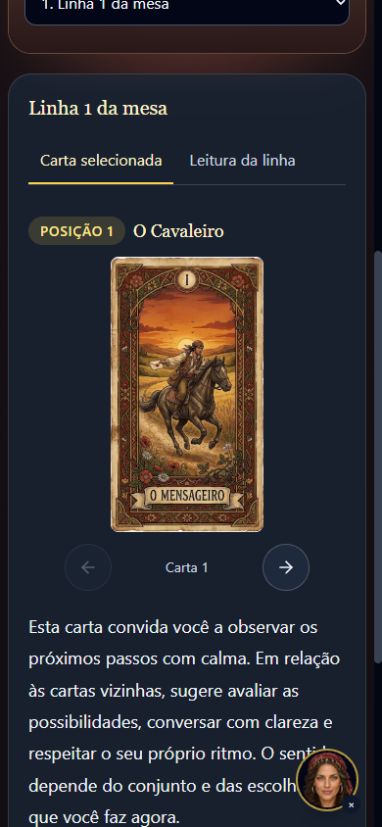 1. Linha 1 da mesa
Linha 1 da mesa
Carta selecionada
Leitura da linha
POSIÇÃO 1
O Cavaleiro
I
O MENSAGEIRO
Carta 1
Esta carta convida você a observar os
próximos passos com calma. Em relação
às cartas vizinhas, sugere avaliar as
possibilidades, conversar com clareza e
respeitar o seu próprio ritmo. O
depende do conjunto e das
que você faz agora.